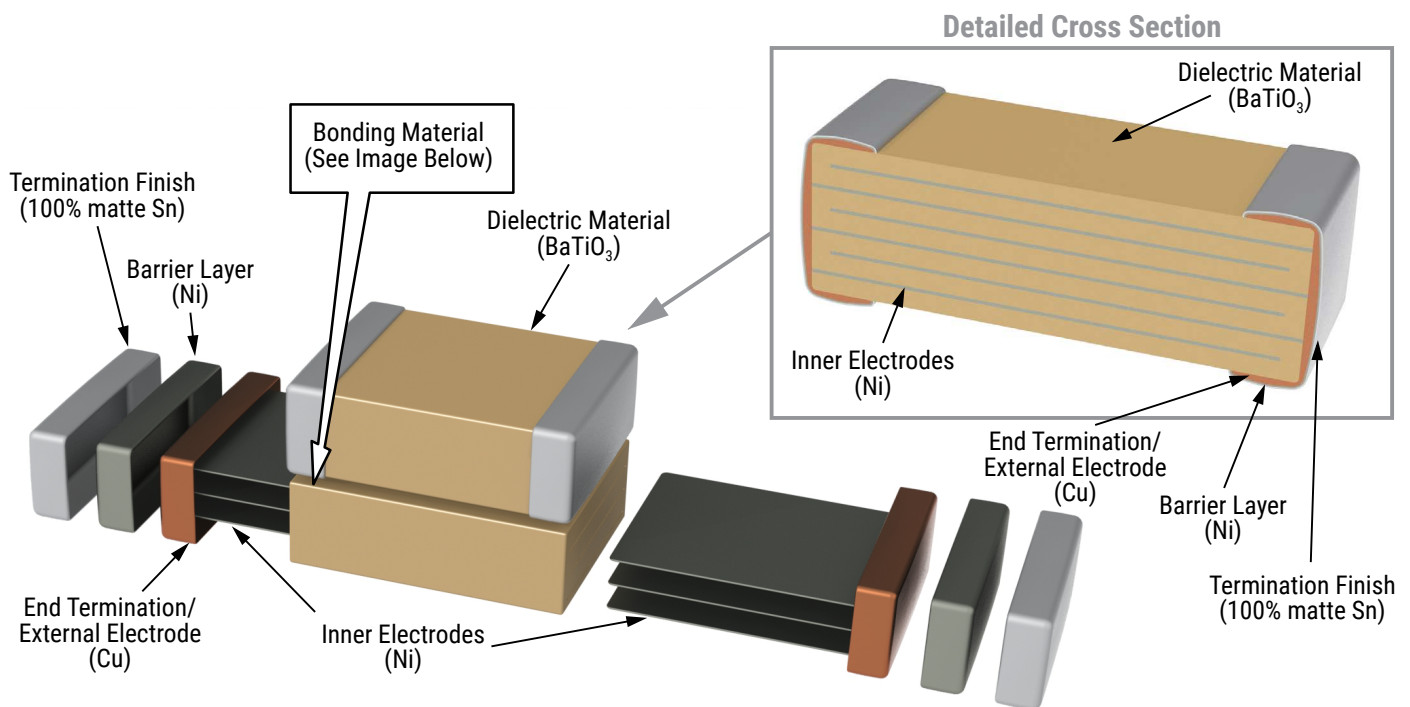 Detailed Cross Section
Dielectric Material
(BaTiO₃)
Bonding Material
(See Image Below)
Termination Finish
(100% matte Sn)
Dielectric Material
(BaTiO₃)
Barrier Layer
(Ni)
Inner Electrodes
(Ni)
End Termination/
External Electrode
(Cu)
Barrier Layer
(Ni)
Termination Finish
(100% matte Sn)
End Termination/
External Electrode
(Cu)
Inner Electrodes
(Ni)